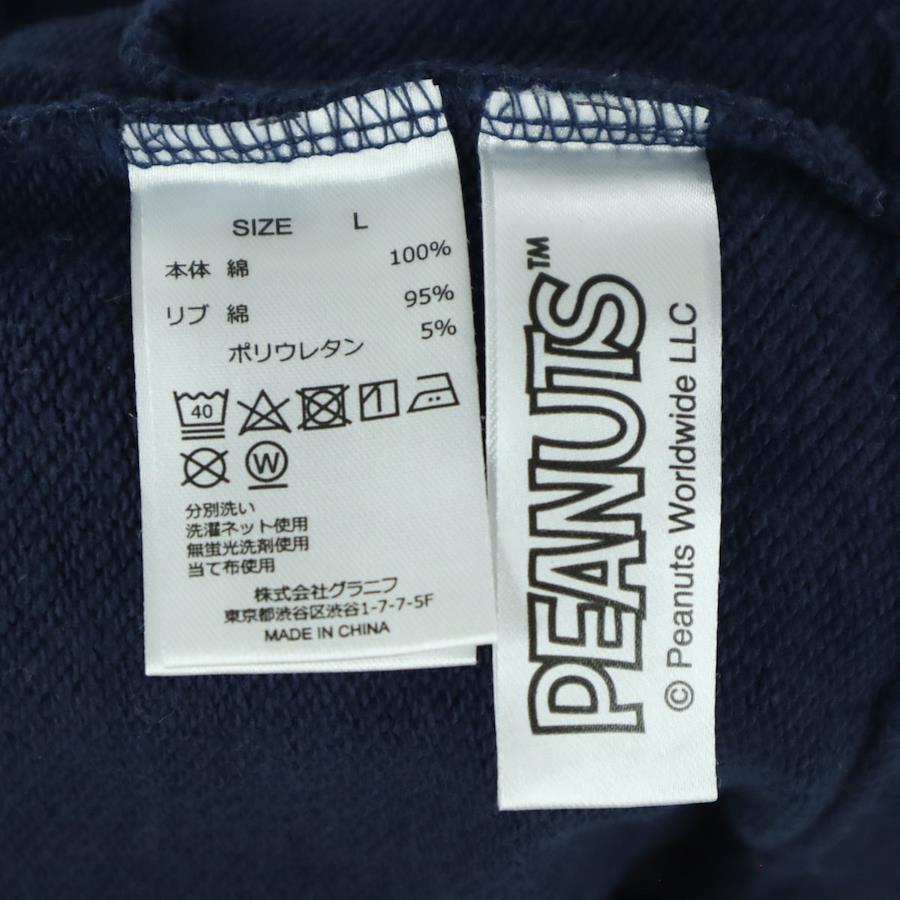 SIZE L
本体 綿 100%
リブ 綿 95%
ポリウレタン 5%
40
W
分別洗い
洗濯ネット使用
無蛍光洗剤使用
当て布使用
株式会社グラニフ
東京都渋谷区渋谷1-7-7-5F
MADE IN CHINA
PEANUTS™
© Peanuts Worldwide LLC